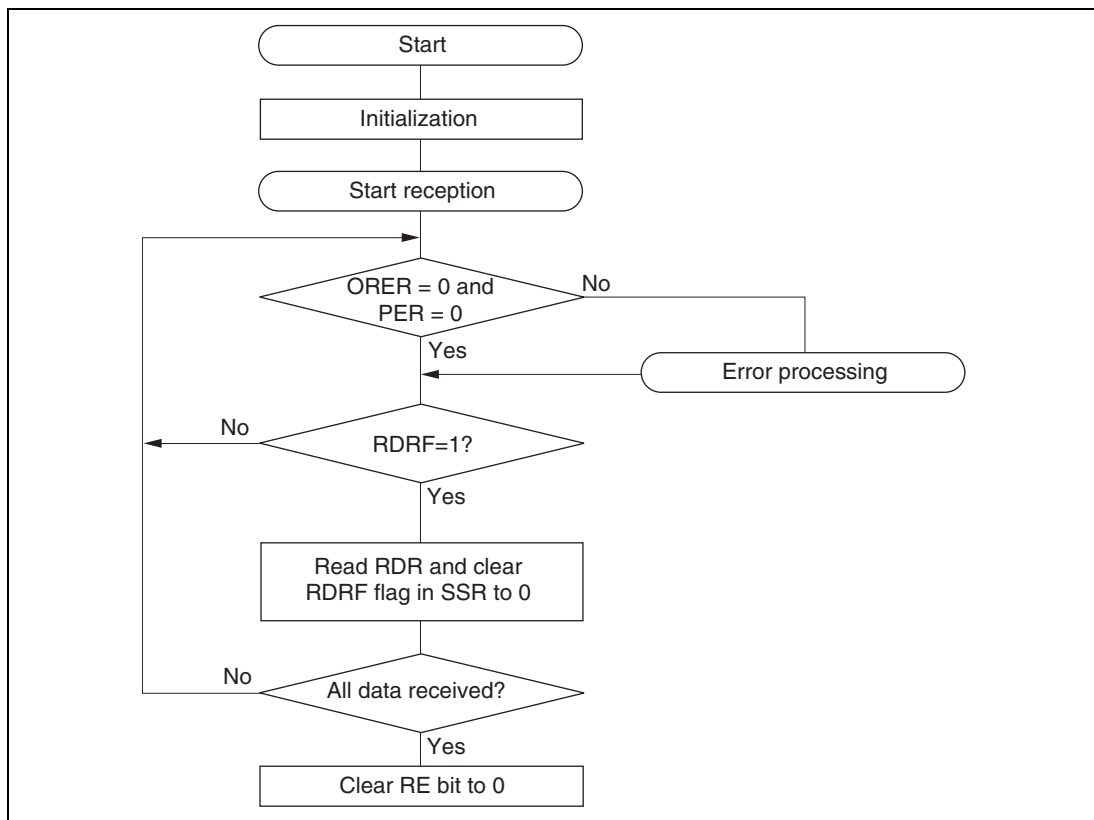 Start
Initialization
Start reception
ORER = 0 and
PER = 0
No
Yes
Error processing
No
RDRF=1?
Yes
Read RDR and clear
RDRF flag in SSR to 0
No
All data received?
Yes
Clear RE bit to 0